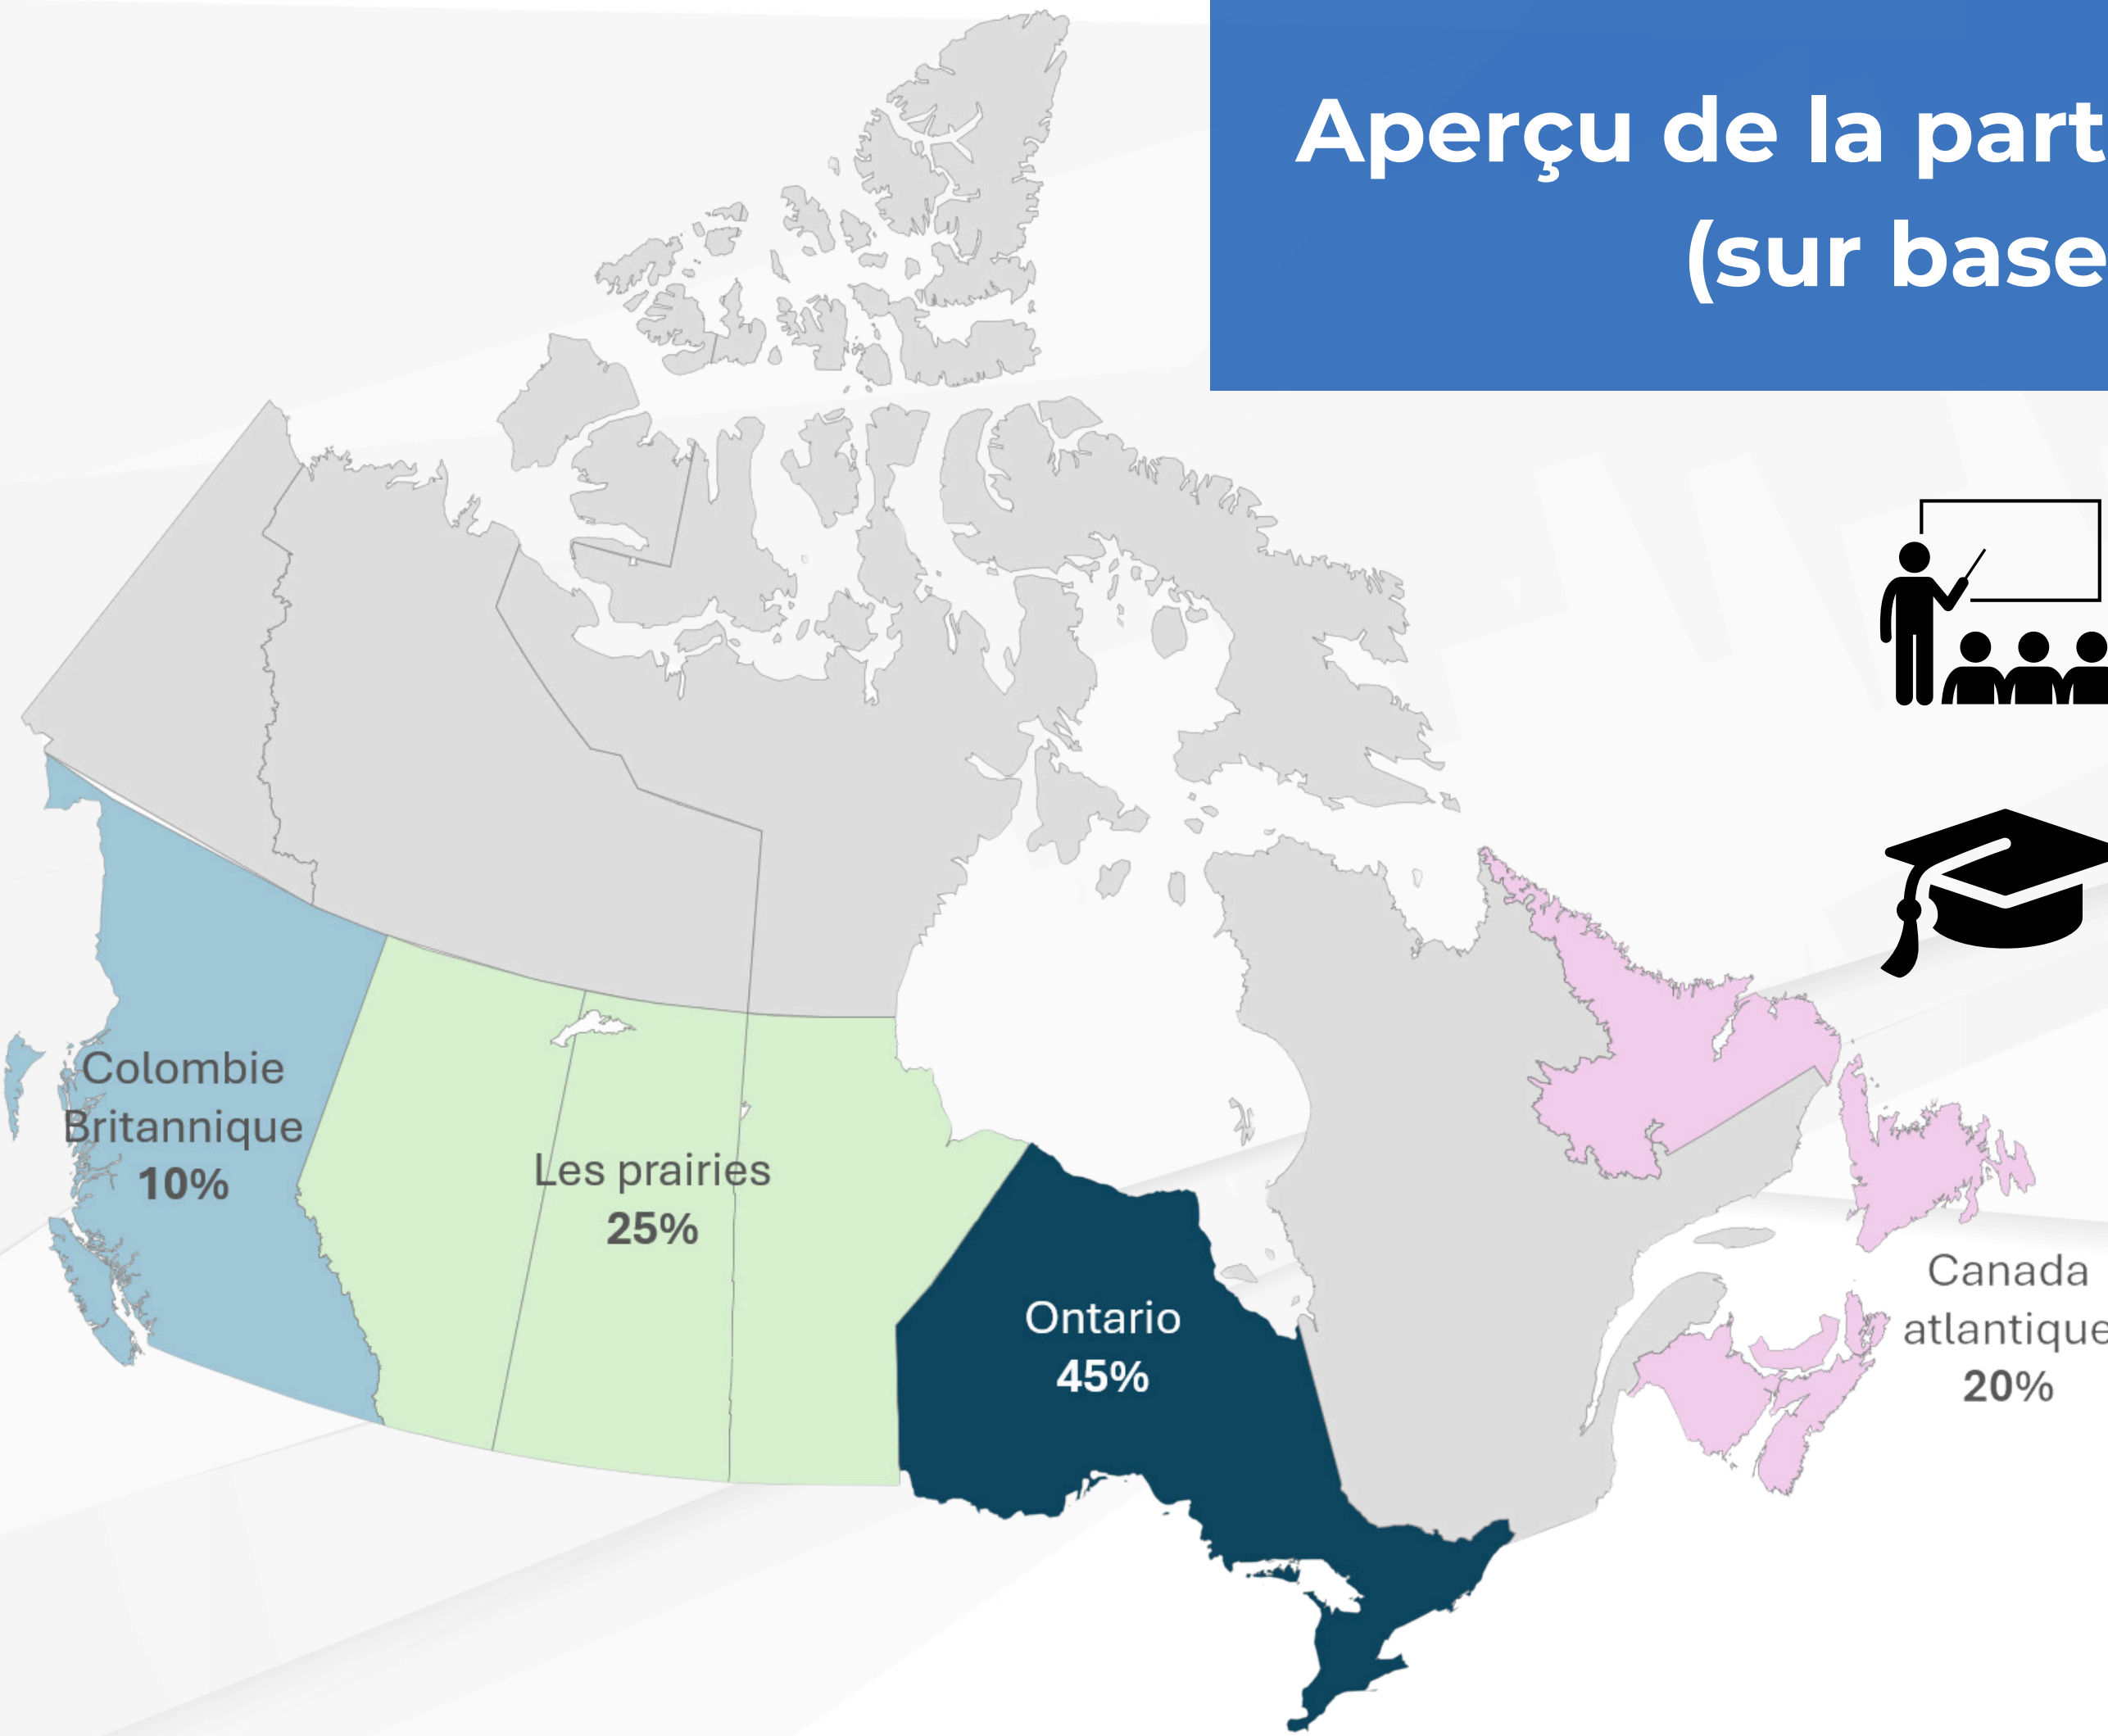 Aperçu de la part
(sur base
Colombie
Britannique
10%
Les prairies
25%
Ontario
45%
Canada
atlantique
20%